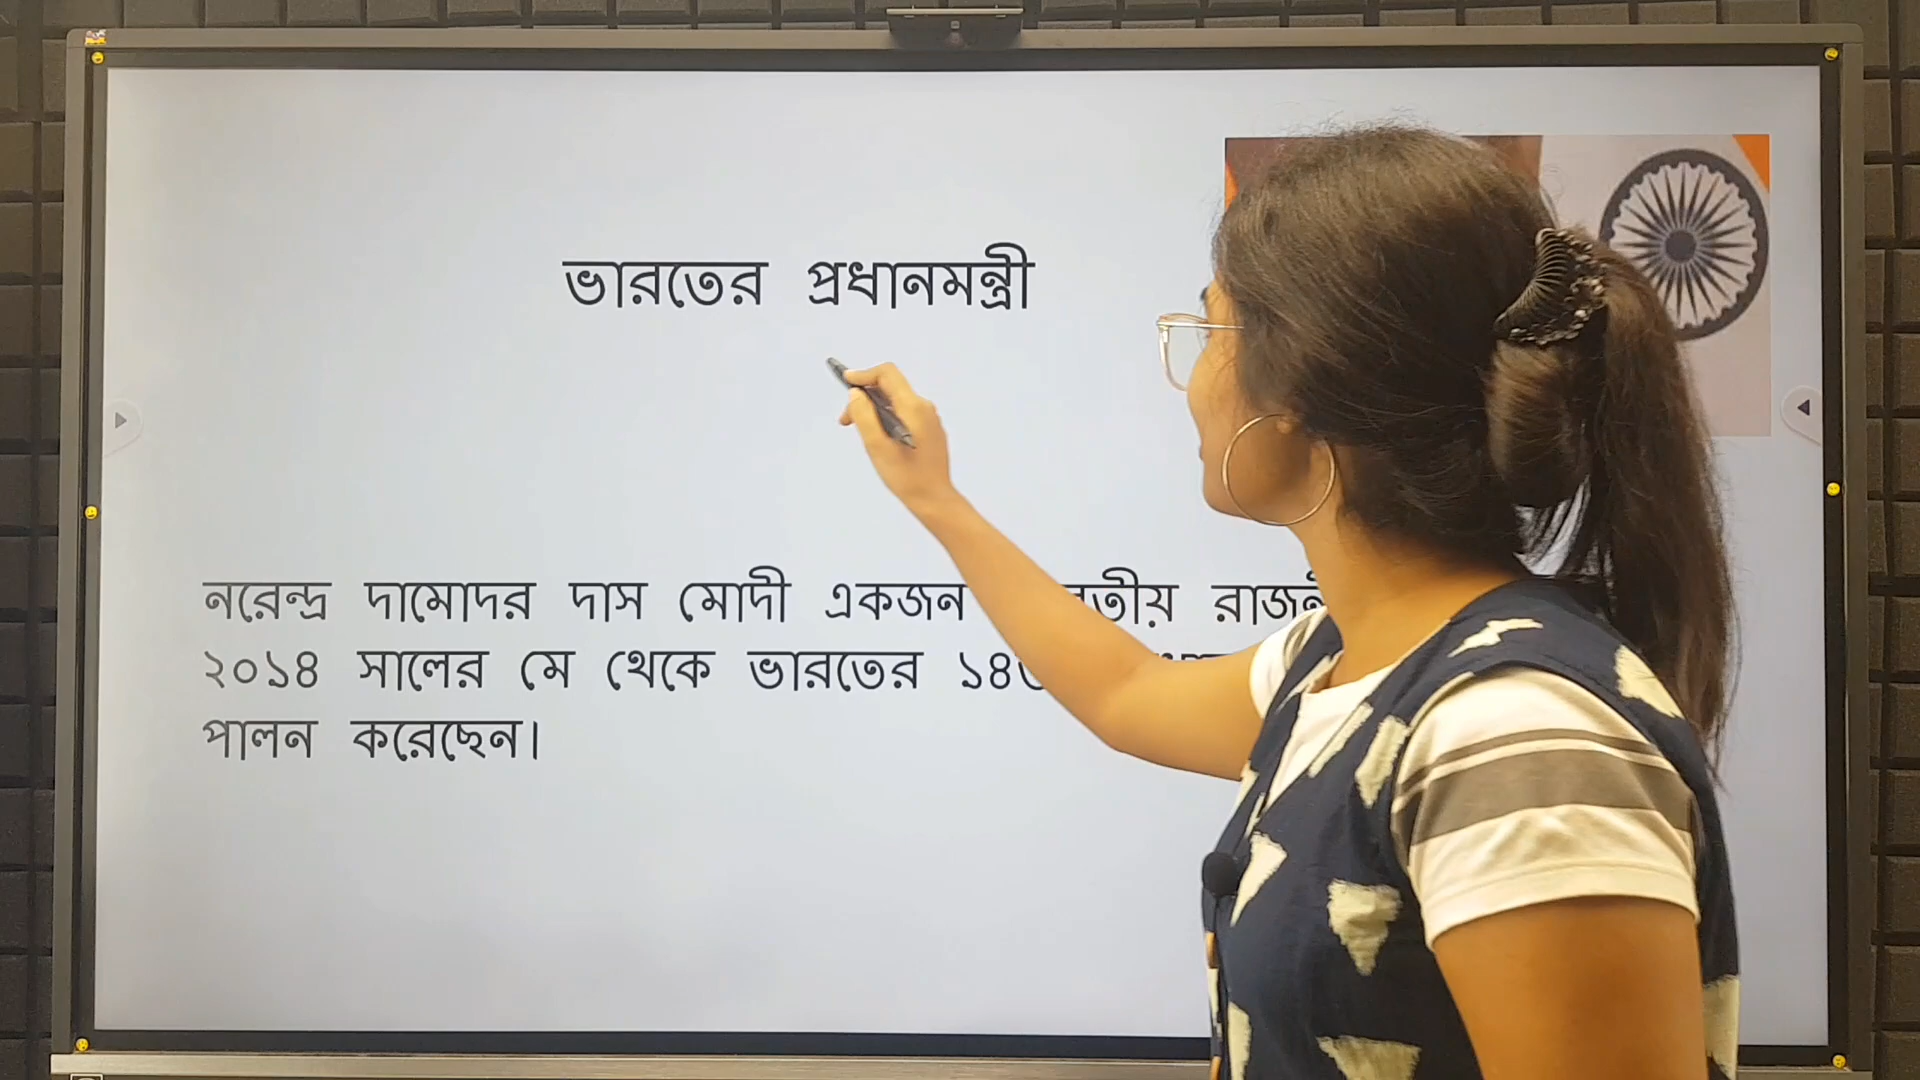 ভারতের প্রধানমন্ত্রী
নরেন্দ্র দামোদর দাস মোদী একজন
২০১৪ সালের মে থেকে ভারতের
পালন করেছেন।